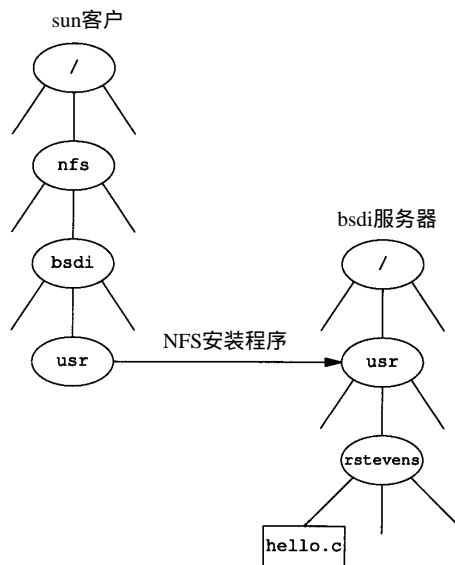 sun客户
/
nfs
bsdi
usr
NFS安装程序
bsdi服务器
/
usr
rstevens
hello.c